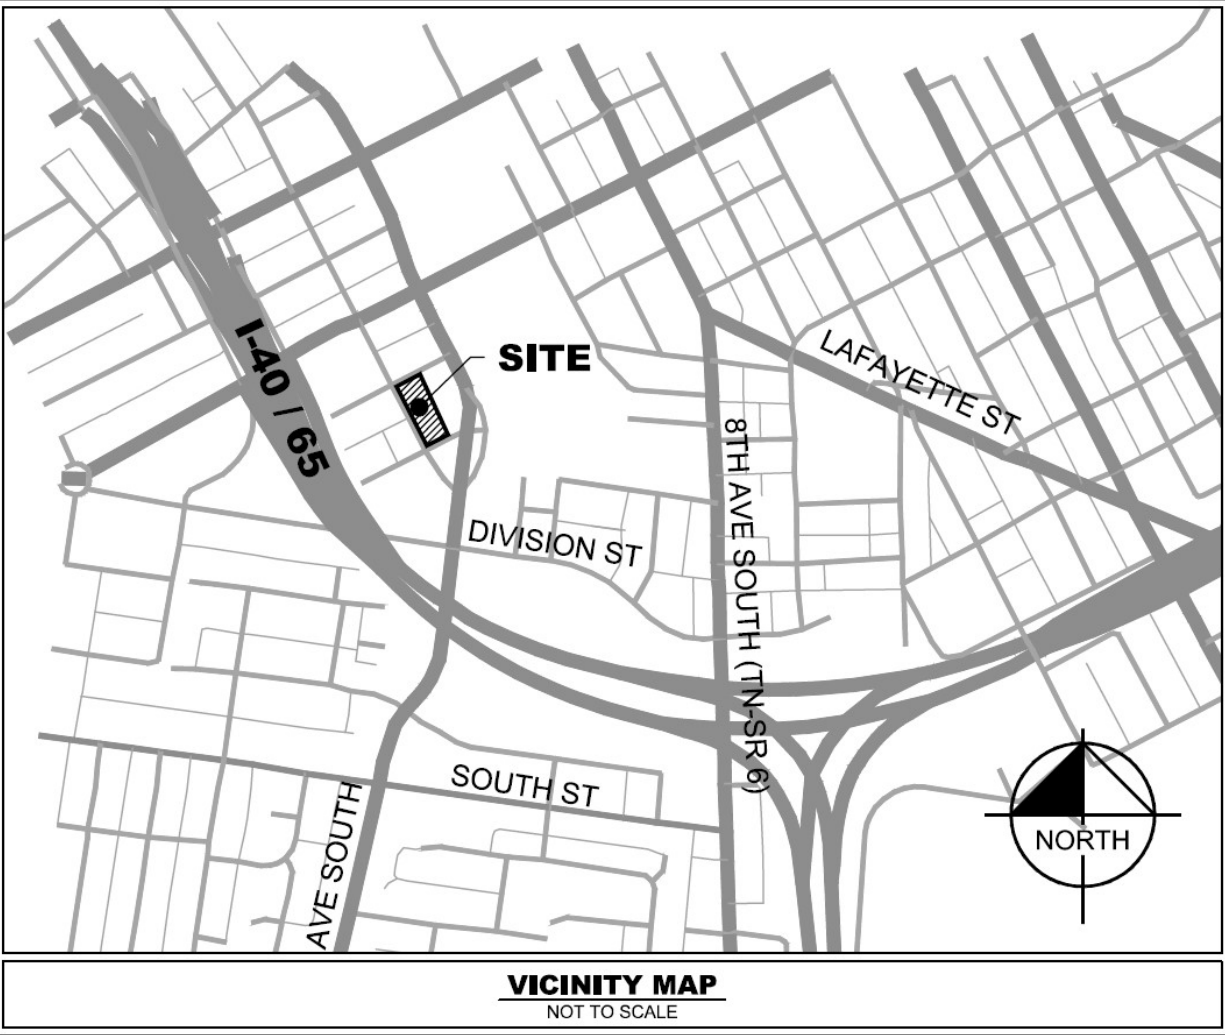 SITE
I-40 / 65
LAFAYETTE ST
8TH AVE SOUTH (TN-SR 6)
DIVISION ST
SOUTH ST
AVE SOUTH
NORTH
VICINITY MAP
NOT TO SCALE